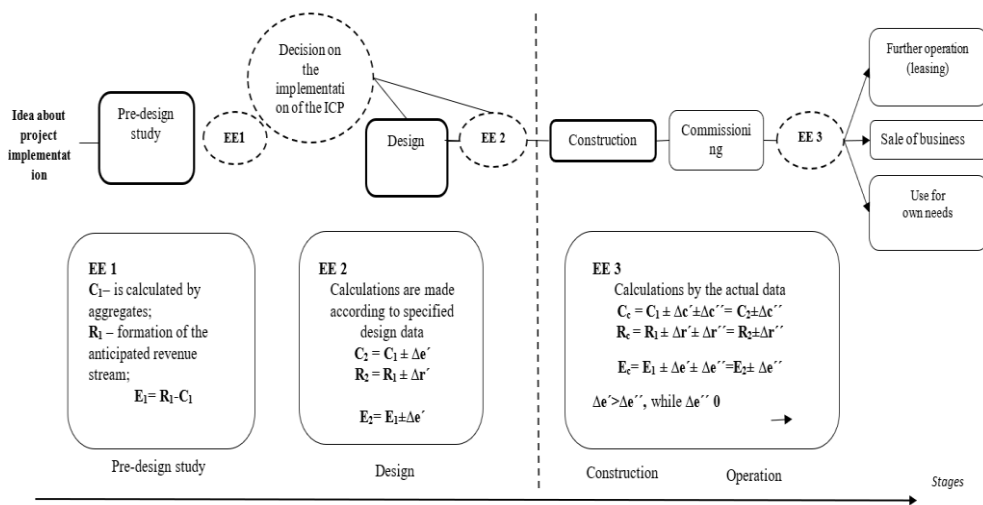 Idea about
project
implementat
ion
Pre-design
study
EE1
Decision on
the
implementati
on of the ICP
Design
EE 2
Construction
Commissioni
ng
EE 3
Further operation
(leasing)
Sale of business
Use for
own needs
EE 1
C₁– is calculated by
aggregates;
R₁ – formation of the
anticipated revenue
stream;
E₁= R₁-C₁
EE 2
Calculations are made
according to specified
design data
C₂ = C₁ ± Δe´
R₂ = R₁ ± Δr´
E₂= E₁±Δe´
EE 3
Calculations by the actual data
C꜀ = C₁ ± Δc´±Δc´´= C₂±Δc´´
R꜀ = R₁ ± Δr´± Δr´´= R₂±Δr´´
E꜀= E₁ ± Δe´± Δe´´=E₂± Δe´´
Δe´>Δe´´, while Δe´´ 0
Pre-design study
Design
Construction
Operation
Stages